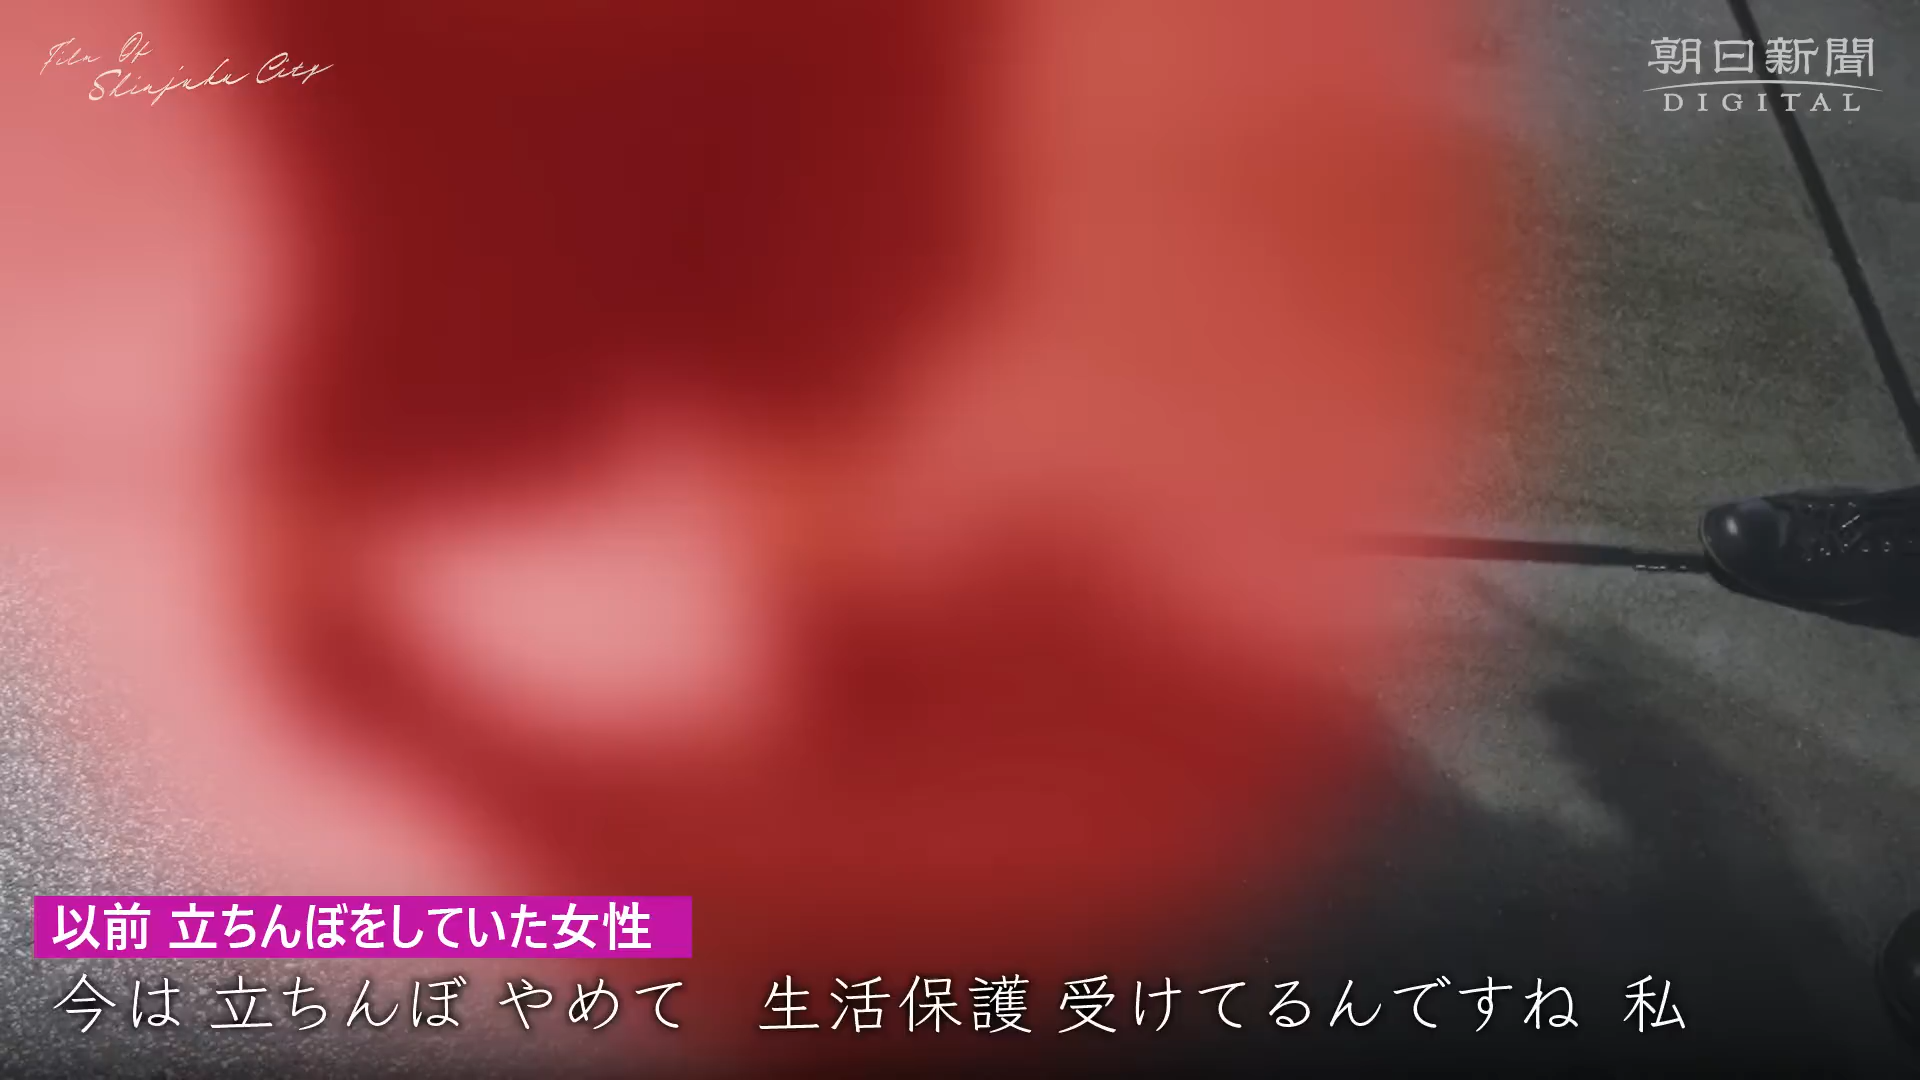 Film Of
Shinjuku City
朝日新聞
DIGITAL
以前 立ちんぼをしていた女性
今は 立ちんぼ やめて 生活保護 受けてるんですね 私